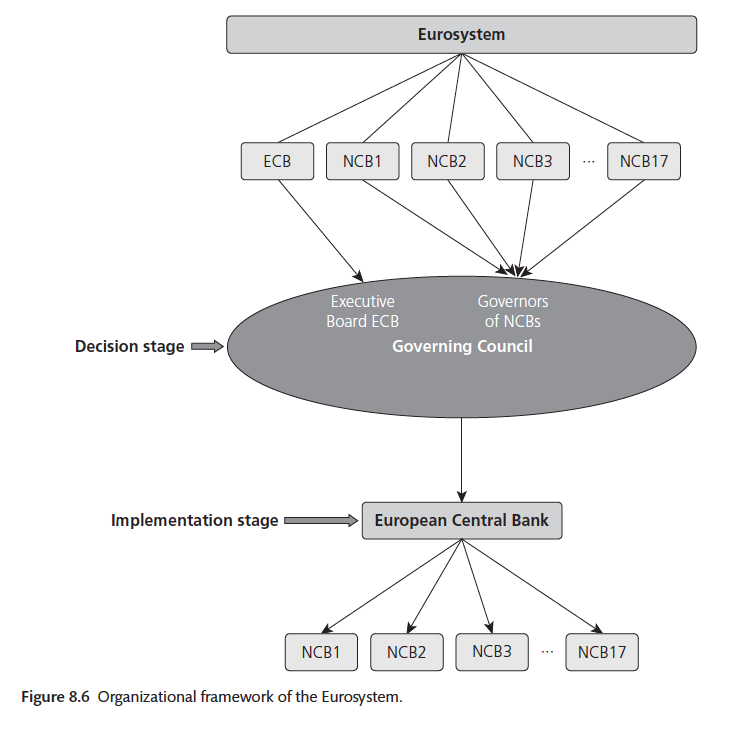 Eurosystem
ECB
NCB1
NCB2
NCB3
...
NCB17
Executive
Board ECB
Governors
of NCBs
Decision stage
Governing Council
Implementation stage
European Central Bank
NCB1
NCB2
NCB3
...
NCB17
Figure 8.6 Organizational framework of the Eurosystem.